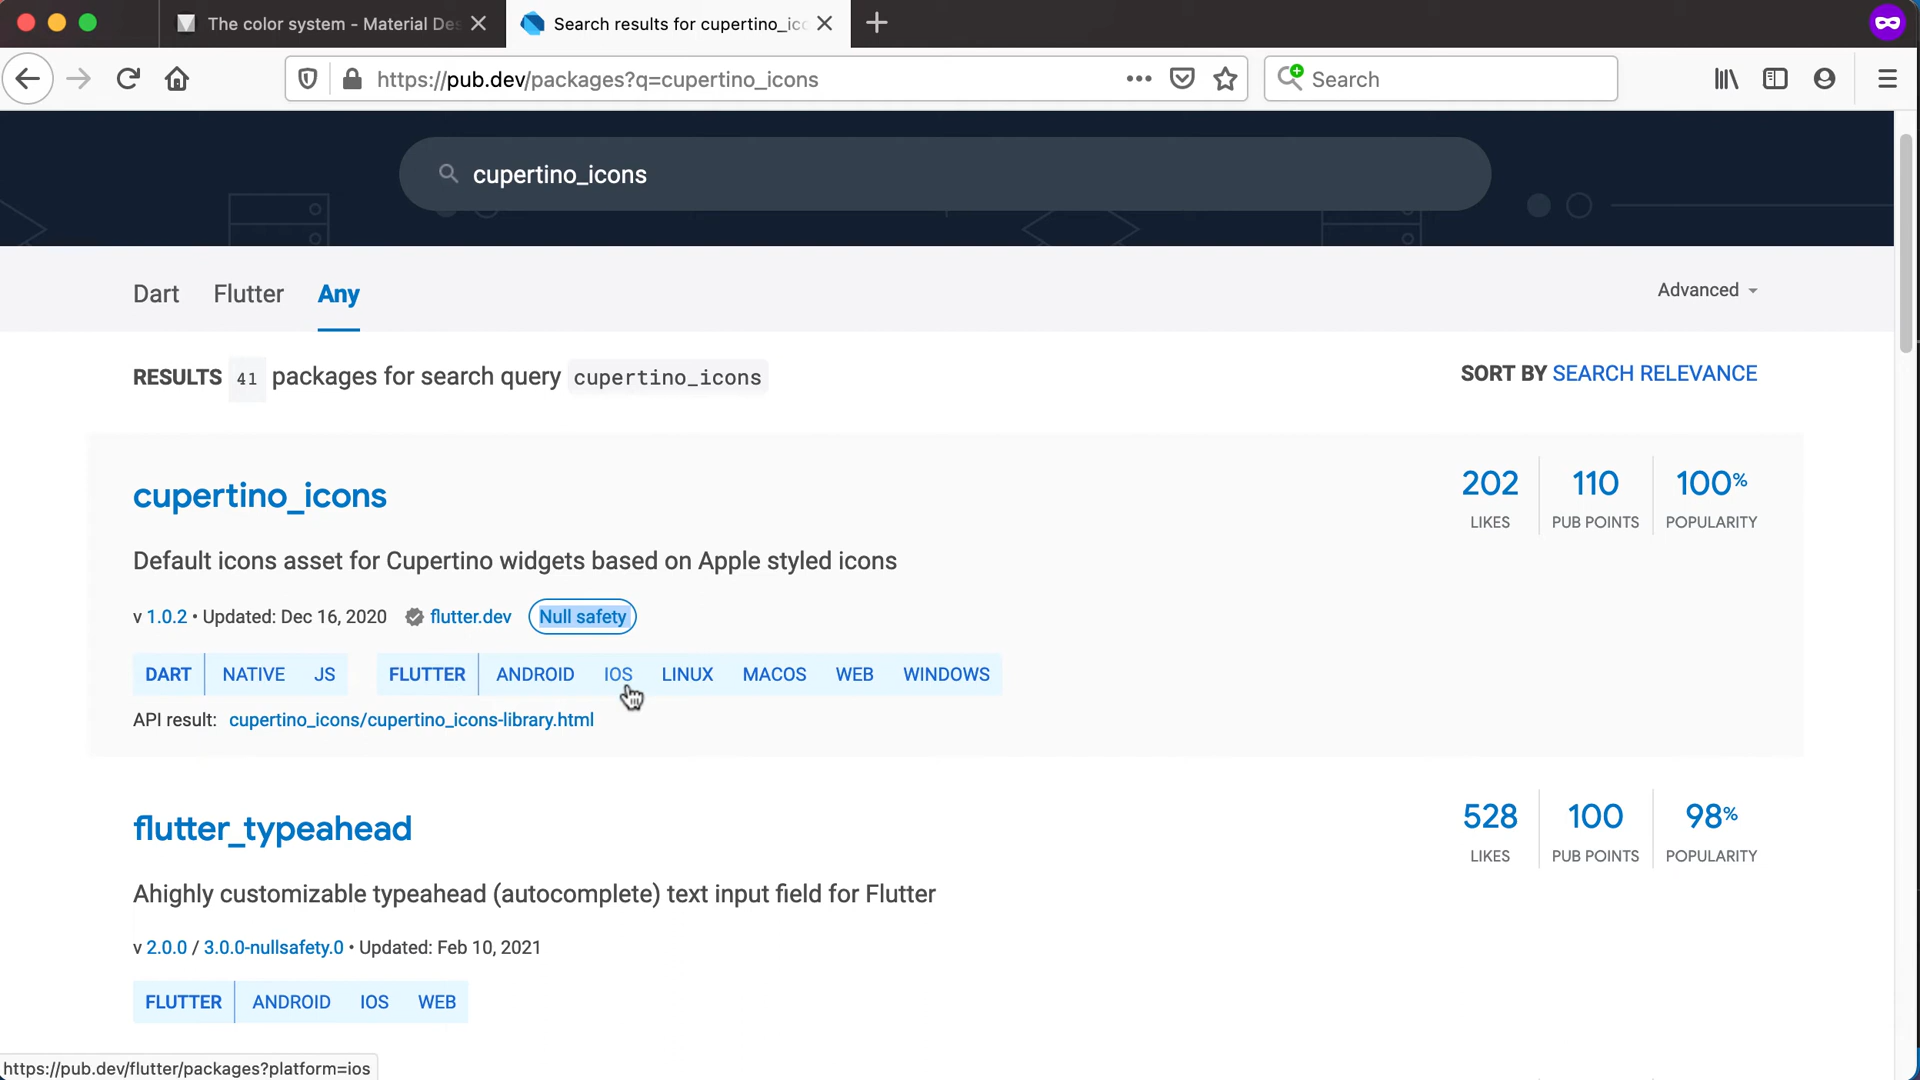 The color system - Material Des
Search results for cupertino_ico
https://pub.dev/packages?q=cupertino_icons
Search
cupertino_icons
Dart Flutter Any
Advanced
RESULTS 41 packages for search query cupertino_icons
SORT BY SEARCH RELEVANCE
cupertino_icons
202 110 100%
LIKES PUB POINTS POPULARITY
Default icons asset for Cupertino widgets based on Apple styled icons
v 1.0.2 • Updated: Dec 16, 2020 flutter.dev Null safety
DART NATIVE JS FLUTTER ANDROID IOS LINUX MACOS WEB WINDOWS
API result: cupertino_icons/cupertino_icons-library.html
flutter_typeahead
528 100 98%
LIKES PUB POINTS POPULARITY
Ahighly customizable typeahead (autocomplete) text input field for Flutter
v 2.0.0 / 3.0.0-nullsafety.0 • Updated: Feb 10, 2021
FLUTTER ANDROID IOS WEB
https://pub.dev/flutter/packages?platform=ios